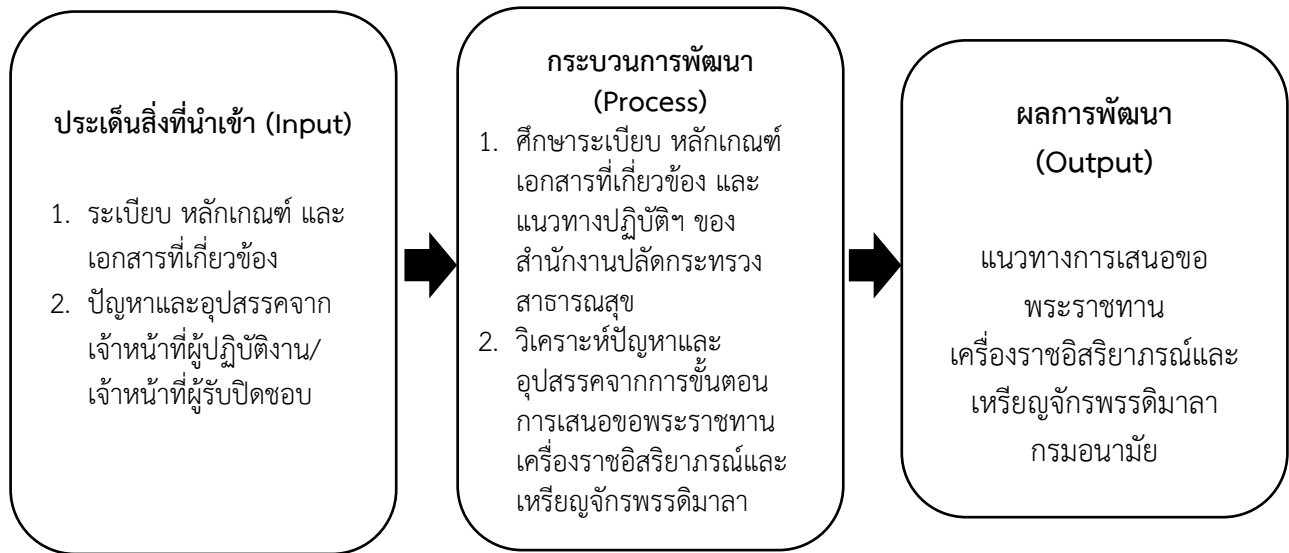 ประเด็นสิ่งที่นำเข้า (Input)
1. ระเบียบ หลักเกณฑ์ และ
เอกสารที่เกี่ยวข้อง
2. ปัญหาและอุปสรรคจาก
เจ้าหน้าที่ผู้ปฏิบัติงาน/
เจ้าหน้าที่ผู้รับปิดชอบ
กระบวนการพัฒนา
(Process)
1. ศึกษาระเบียบ หลักเกณฑ์
เอกสารที่เกี่ยวข้อง และ
แนวทางปฏิบัติฯ ของ
สำนักงานปลัดกระทรวง
สาธารณสุข
2. วิเคราะห์ปัญหาและ
อุปสรรคจากการขั้นตอน
การเสนอขอพระราชทาน
เครื่องราชอิสริยาภรณ์และ
เหรียญจักรพรรดิมาลา
ผลการพัฒนา
(Output)
แนวทางการเสนอขอ
พระราชทาน
เครื่องราชอิสริยาภรณ์และ
เหรียญจักรพรรดิมาลา
กรมอนามัย